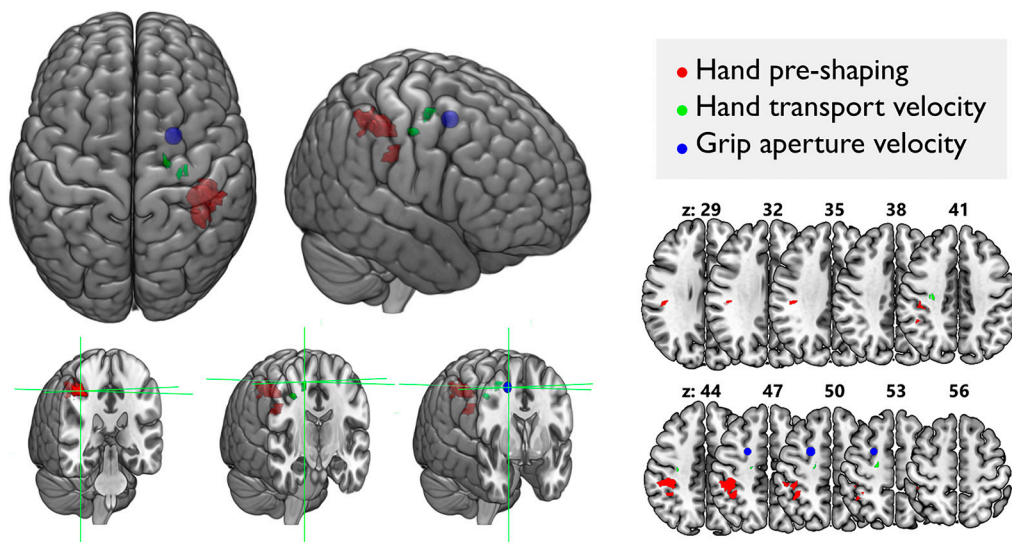 Hand pre-shaping
Hand transport velocity
Grip aperture velocity
z: 29 32 35 38 41
z: 44 47 50 53 56